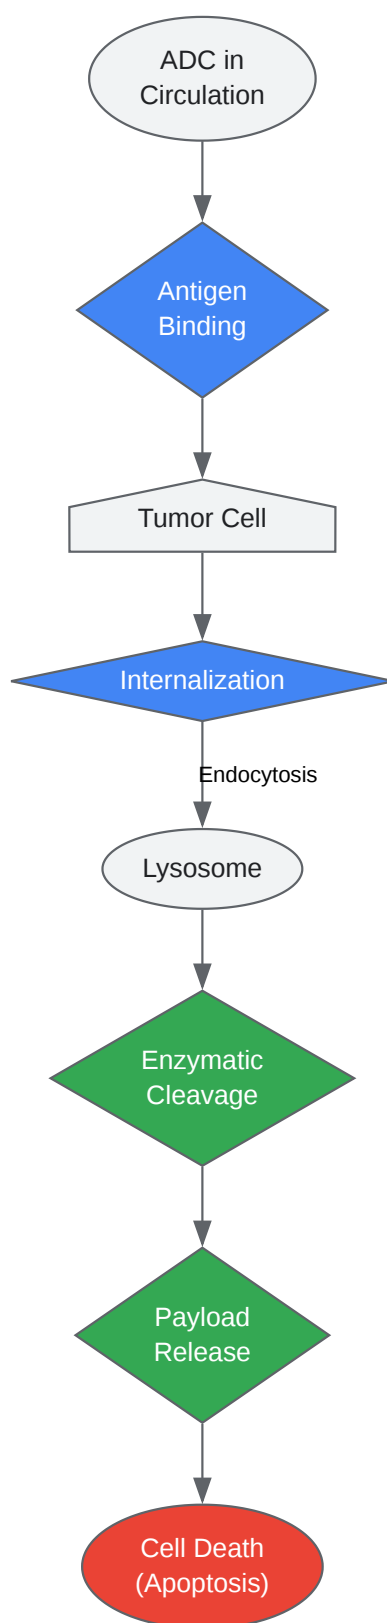 ADC in
Circulation
Antigen
Binding
Tumor Cell
Internalization
Endocytosis
Lysosome
Enzymatic
Cleavage
Payload
Release
Cell Death
(Apoptosis)